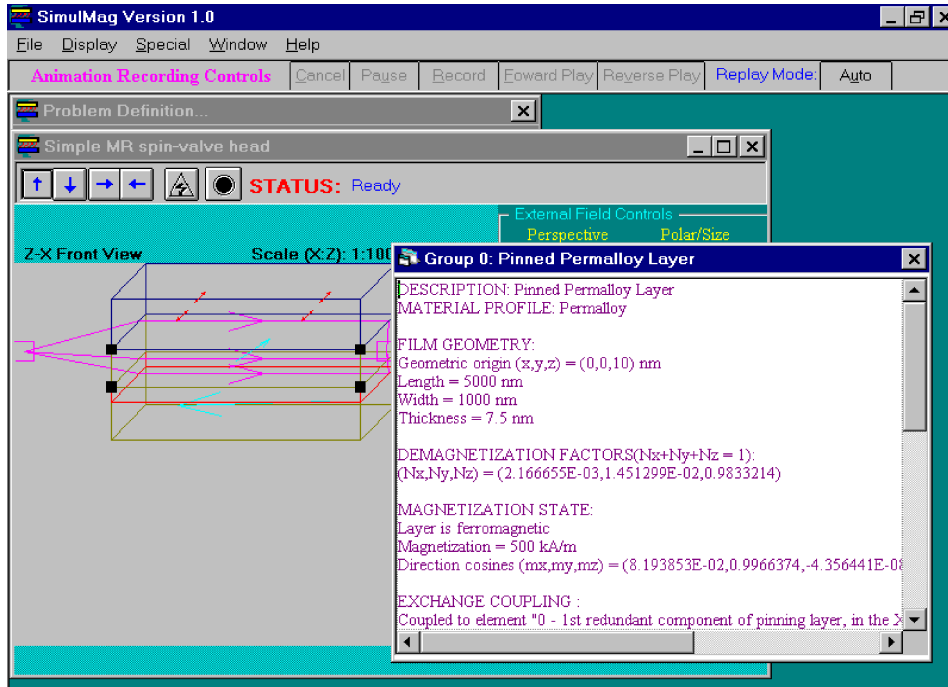 SimulMag Version 1.0
File Display Special Window Help
Animation Recording Controls Cancel Pause Record Foward Play Reverse Play Replay Mode: Auto
Problem Definition...
Simple MR spin-valve head
STATUS: Ready
External Field Controls
Perspective Polar/Size
Z-X Front View Scale (X:Z): 1:100
Group 0: Pinned Permalloy Layer
DESCRIPTION: Pinned Permalloy Layer
MATERIAL PROFILE: Permalloy
FILM GEOMETRY:
Geometric origin (x,y,z) = (0,0,10) nm
Length = 5000 nm
Width = 1000 nm
Thickness = 7.5 nm
DEMAGNETIZATION FACTORS(Nx+Ny+Nz = 1):
(Nx,Ny,Nz) = (2.166655E-03,1.451299E-02,0.9833214)
MAGNETIZATION STATE:
Layer is ferromagnetic
Magnetization = 500 kA/m
Direction cosines (mx,my,mz) = (8.193853E-02,0.9966374,-4.356441E-08
EXCHANGE COUPLING :
Coupled to element "0 - 1st redundant component of pinning layer, in the X